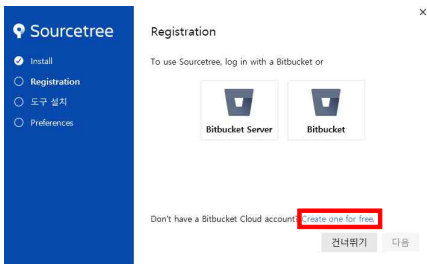 Sourcetree
Install
Registration
도구 설치
Preferences
Registration
To use Sourcetree, log in with a Bitbucket or
Bitbucket Server
Bitbucket
Don't have a Bitbucket Cloud account? Create one for free.
건너뛰기
다음